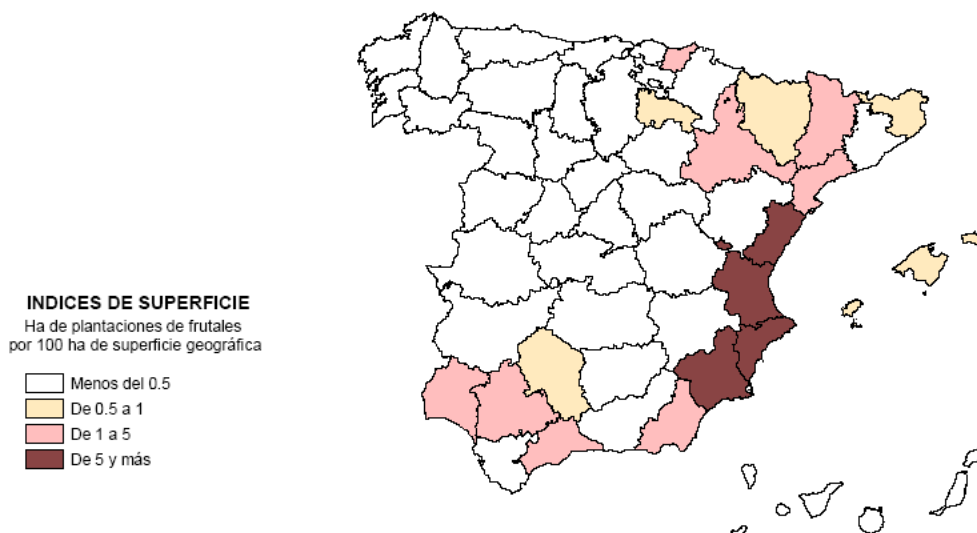 INDICES DE SUPERFICIE
Ha de plantaciones de frutales
por 100 ha de superficie geográfica
Menos del 0.5
De 0.5 a 1
De 1 a 5
De 5 y más